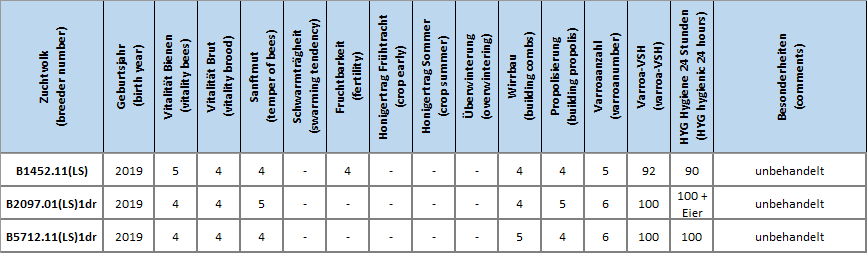 Zuchtvolk
(breeder number)
Geburtsjahr
(birth year)
Vitalität Bienen
(vitality bees)
Vitalität Brut
(vitality brood)
Sanftmut
(temper of bees)
Schwarmträgheit
(swarming tendency)
Fruchtbarkeit
(fertility)
Honigertrag Frühtracht
(crop early)
Honigertrag Sommer
(crop summer)
Überwinterung
(overwintering)
Wirrbau
(building combs)
Propolisierung
(building propolis)
Varroaanzahl
(varroanumber)
Varroa-VSH
(varroa-VSH)
HYG Hygiene 24 Stunden
(HYG hygienic 24 hours)
Besonderheiten
(comments)
B1452.11(LS) 2019 5 4 4 - 4 - - - 4 4 5 92 90 unbehandelt
B2097.01(LS)1dr 2019 4 4 5 - - - - - 4 5 6 100 100 + Eier unbehandelt
B5712.11(LS)1dr 2019 4 4 4 - - - - - 5 4 6 100 100 unbehandelt